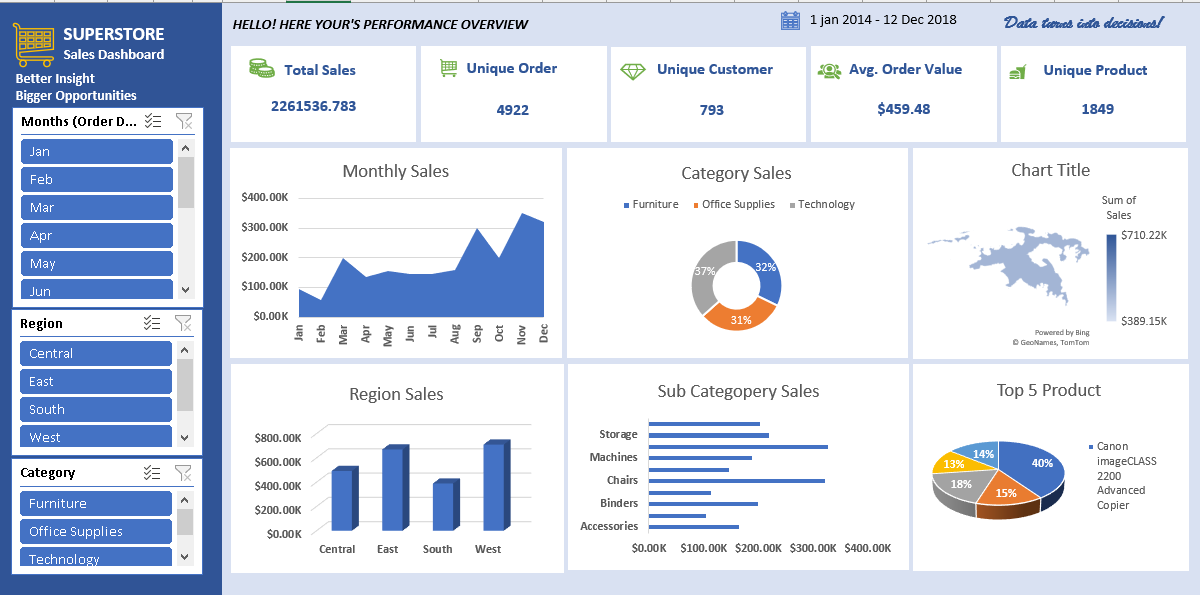 SUPERSTORE
Sales Dashboard
Better Insight
Bigger Opportunities
HELLO! HERE YOUR'S PERFORMANCE OVERVIEW
1 jan 2014 - 12 Dec 2018
Data turns into decisions!
Total Sales
2261536.783
Unique Order
4922
Unique Customer
793
Avg. Order Value
$459.48
Unique Product
1849
Months (Order D...
Jan
Feb
Mar
Apr
May
Jun
Region
Central
East
South
West
Category
Furniture
Office Supplies
Technology
Monthly Sales
$400.00K
$300.00K
$200.00K
$100.00K
$0.00K
Jan
Feb
Mar
Apr
May
Jun
Jul
Aug
Sep
Oct
Nov
Dec
Category Sales
Furniture
Office Supplies
Technology
37%
32%
31%
Chart Title
Sum of
Sales
$710.22K
$389.15K
Powered by Bing
© GeoNames, TomTom
Region Sales
$800.00K
$600.00K
$400.00K
$200.00K
$0.00K
Central
East
South
West
Sub Categopery Sales
Storage
Machines
Chairs
Binders
Accessories
$0.00K
$100.00K
$200.00K
$300.00K
$400.00K
Top 5 Product
14%
13%
40%
18%
15%
Canon
imageCLASS
2200
Advanced
Copier